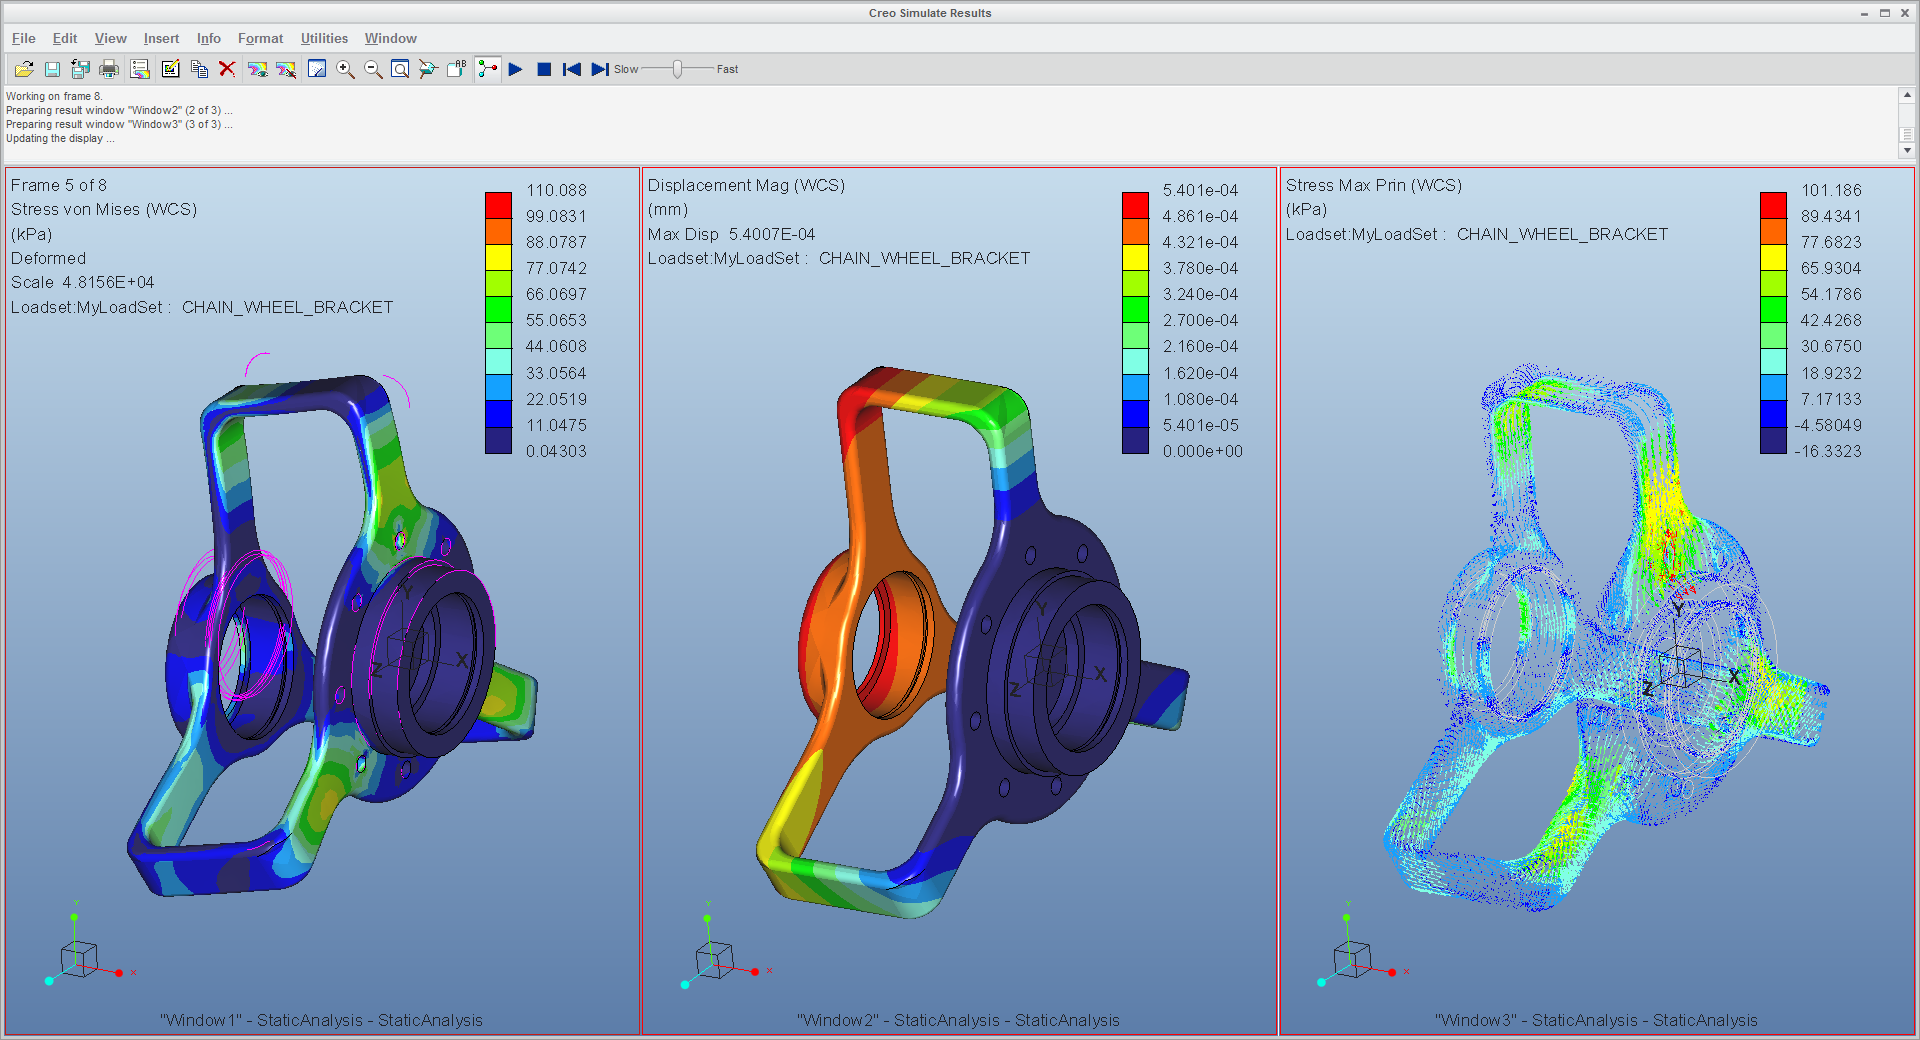 Creo Simulate Results
File Edit View Insert Info Format Utilities Window
AB
Slow Fast
Working on frame 8.
Preparing result window "Window2" (2 of 3) ...
Preparing result window "Window3" (3 of 3) ...
Updating the display ...
Frame 5 of 8
Stress von Mises (WCS)
(kPa)
Deformed
Scale 4.8156E+04
Loadset:MyLoadSet : CHAIN_WHEEL_BRACKET
110.088
99.0831
88.0787
77.0742
66.0697
55.0653
44.0608
33.0564
22.0519
11.0475
0.04303
Y
X
Z
Y
X
"Window1" - StaticAnalysis - StaticAnalysis
Displacement Mag (WCS)
(mm)
Max Disp 5.4007E-04
Loadset:MyLoadSet : CHAIN_WHEEL_BRACKET
5.401e-04
4.861e-04
4.321e-04
3.780e-04
3.240e-04
2.700e-04
2.160e-04
1.620e-04
1.080e-04
5.401e-05
0.000e+00
Y
X
Z
Y
X
"Window2" - StaticAnalysis - StaticAnalysis
Stress Max Prin (WCS)
(kPa)
Loadset:MyLoadSet : CHAIN_WHEEL_BRACKET
101.186
89.4341
77.6823
65.9304
54.1786
42.4268
30.6750
18.9232
7.17133
-4.58049
-16.3323
Y
X
Z
Y
X
"Window3" - StaticAnalysis - StaticAnalysis